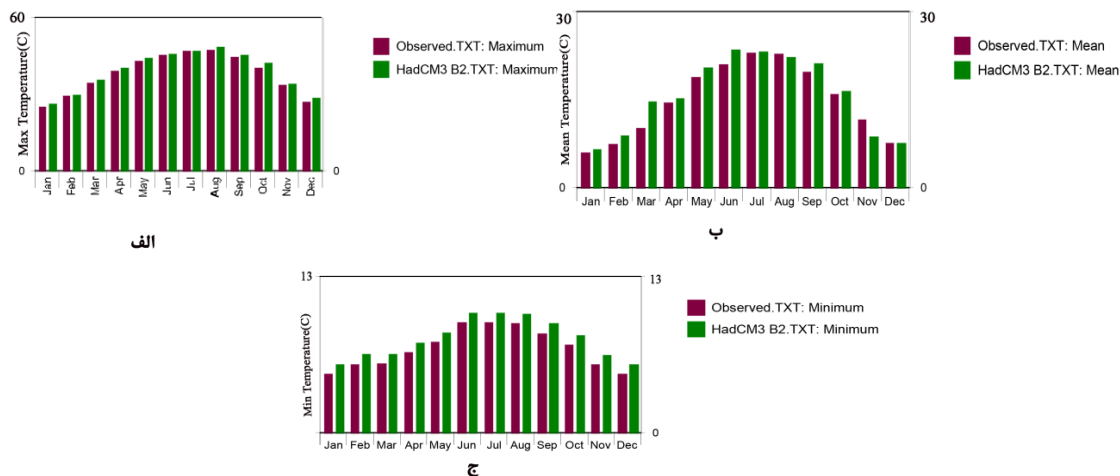 60
Max Temperature(C)
0
0
Jan Feb Mar Apr May Jun Jul Aug Sep Oct Nov Dec
Observed.TXT: Maximum
HadCM3 B2.TXT: Maximum
الف
30
30
Mean Temperature(C)
0
0
Jan Feb Mar Apr May Jun Jul Aug Sep Oct Nov Dec
Observed.TXT: Mean
HadCM3 B2.TXT: Mean
ب
13
13
Min Temperature(C)
0
Jan Feb Mar Apr May Jun Jul Aug Sep Oct Nov Dec
Observed.TXT: Minimum
HadCM3 B2.TXT: Minimum
ج